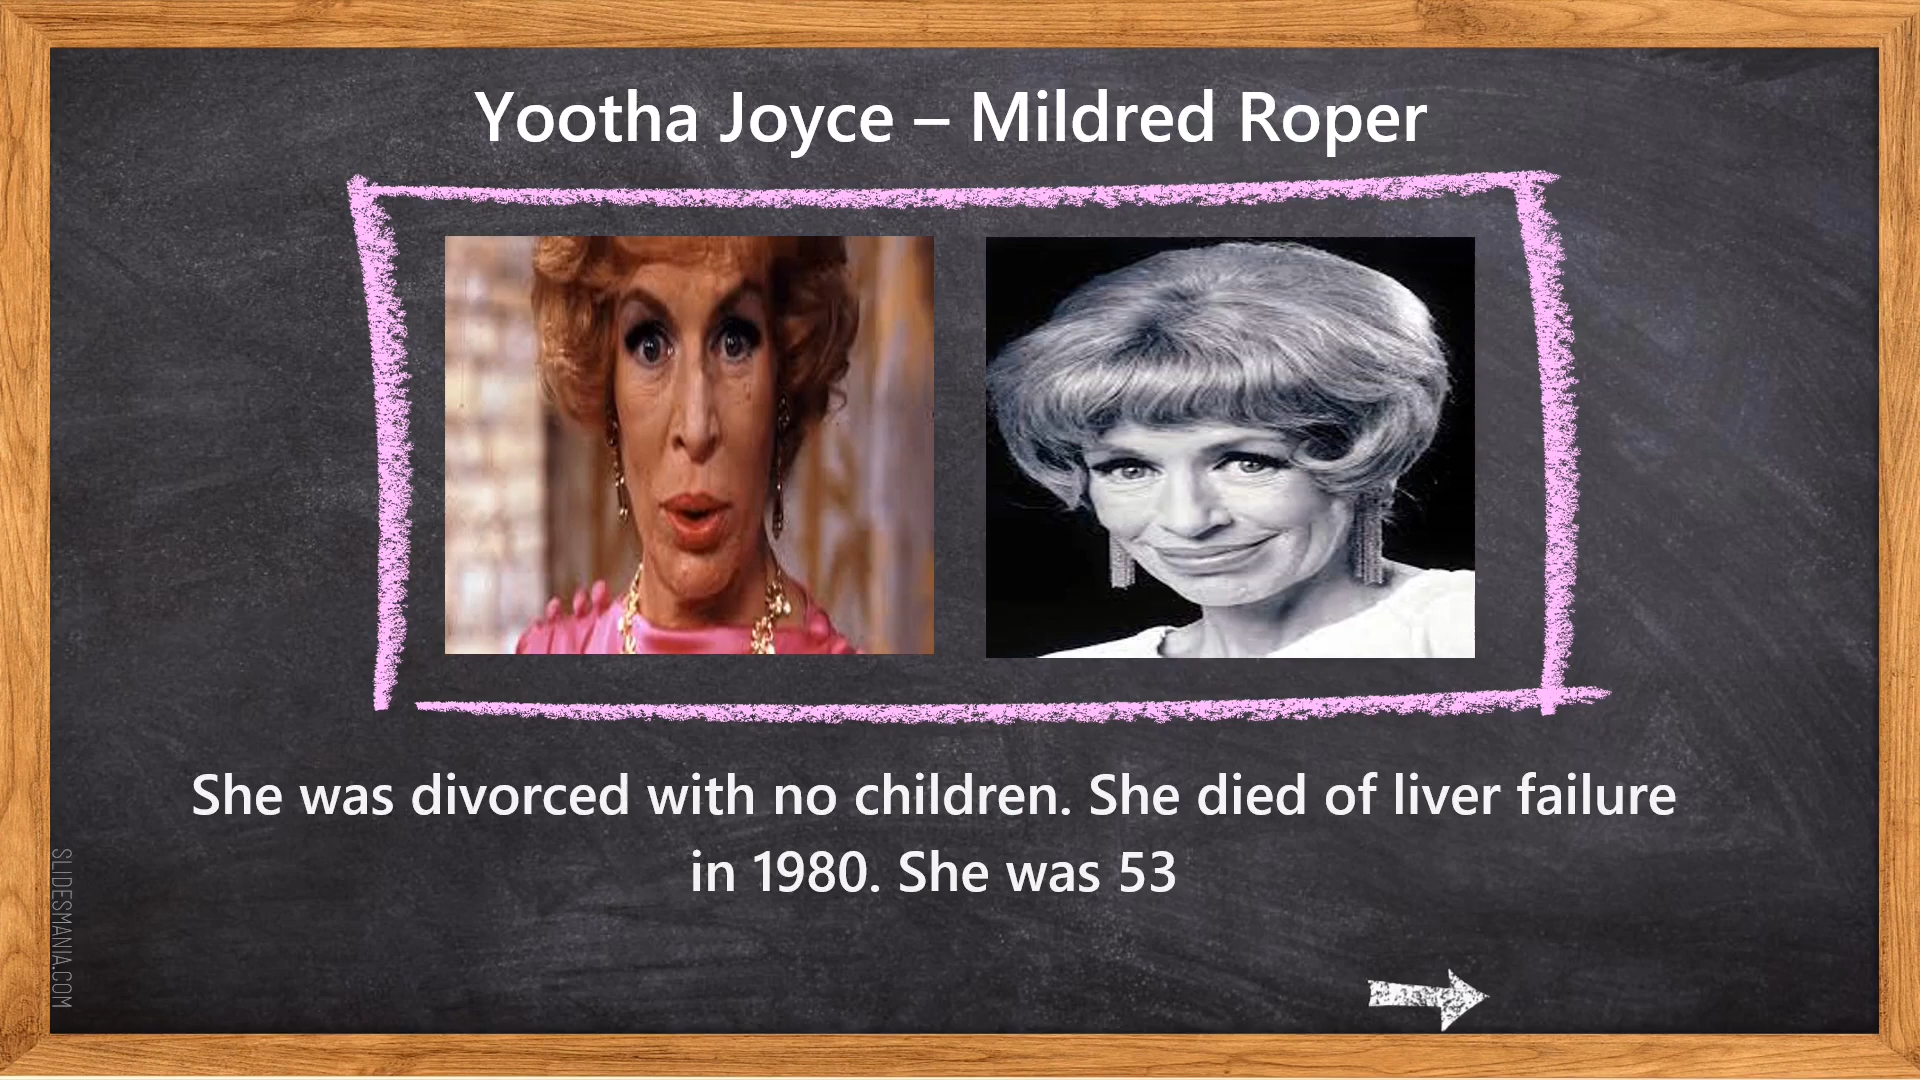 Yootha Joyce – Mildred Roper
She was divorced with no children. She died of liver failure
in 1980. She was 53
SLIDESMANIA.COM